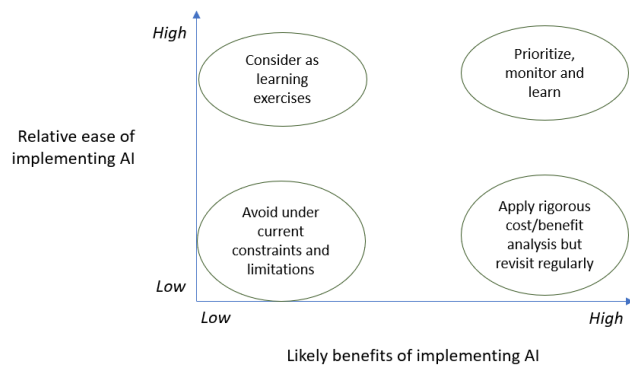 High
Consider as
learning
exercises
Prioritize,
monitor and
learn
Relative ease of
implementing AI
Avoid under
current
constraints and
limitations
Apply rigorous
cost/benefit
analysis but
revisit regularly
Low
Low
High
Likely benefits of implementing AI